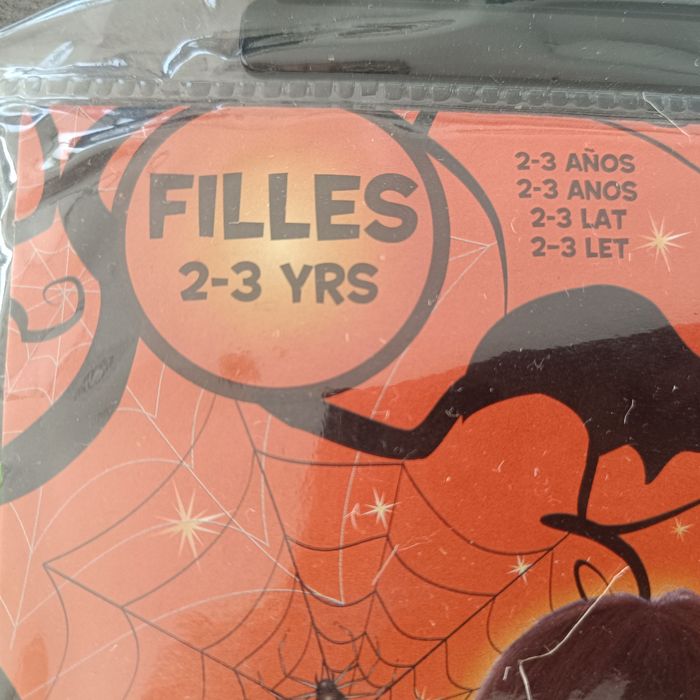 FILLES
2-3 YRS
2-3 AÑOS
2-3 ANOS
2-3 LAT
2-3 LET